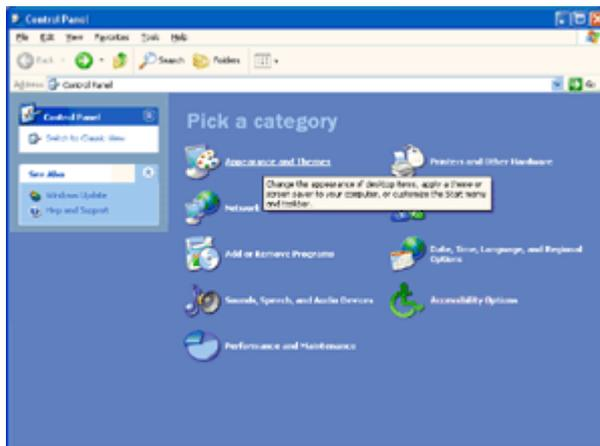 Control Panel
File Edit View Favorites Tools Help
Back Search Folders
Address Control Panel Go
Control Panel
Switch to Classic View
See Also
Windows Update
Help and Support
Pick a category
Appearance and Themes
Printers and Other Hardware
Change the appearance of desktop items, apply a theme or
screen saver to your computer, or customize the Start menu
and taskbar.
Network
Add or Remove Programs
Date, Time, Language, and Regional
Options
Sounds, Speech, and Audio Devices
Accessibility Options
Performance and Maintenance